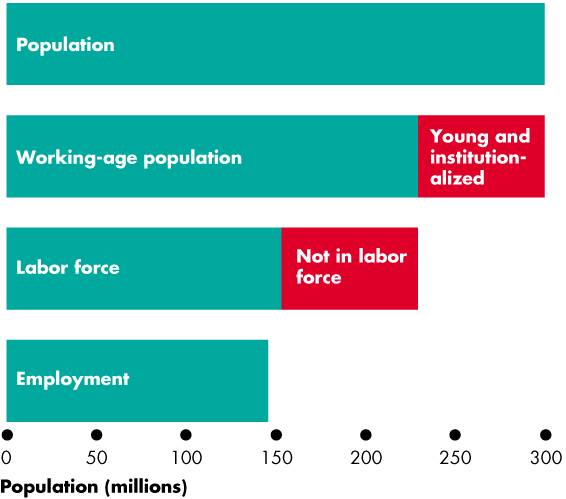 Population
Working-age population
Young and
institution-
alized
Labor force
Not in labor
force
Employment
0 50 100 150 200 250 300
Population (millions)